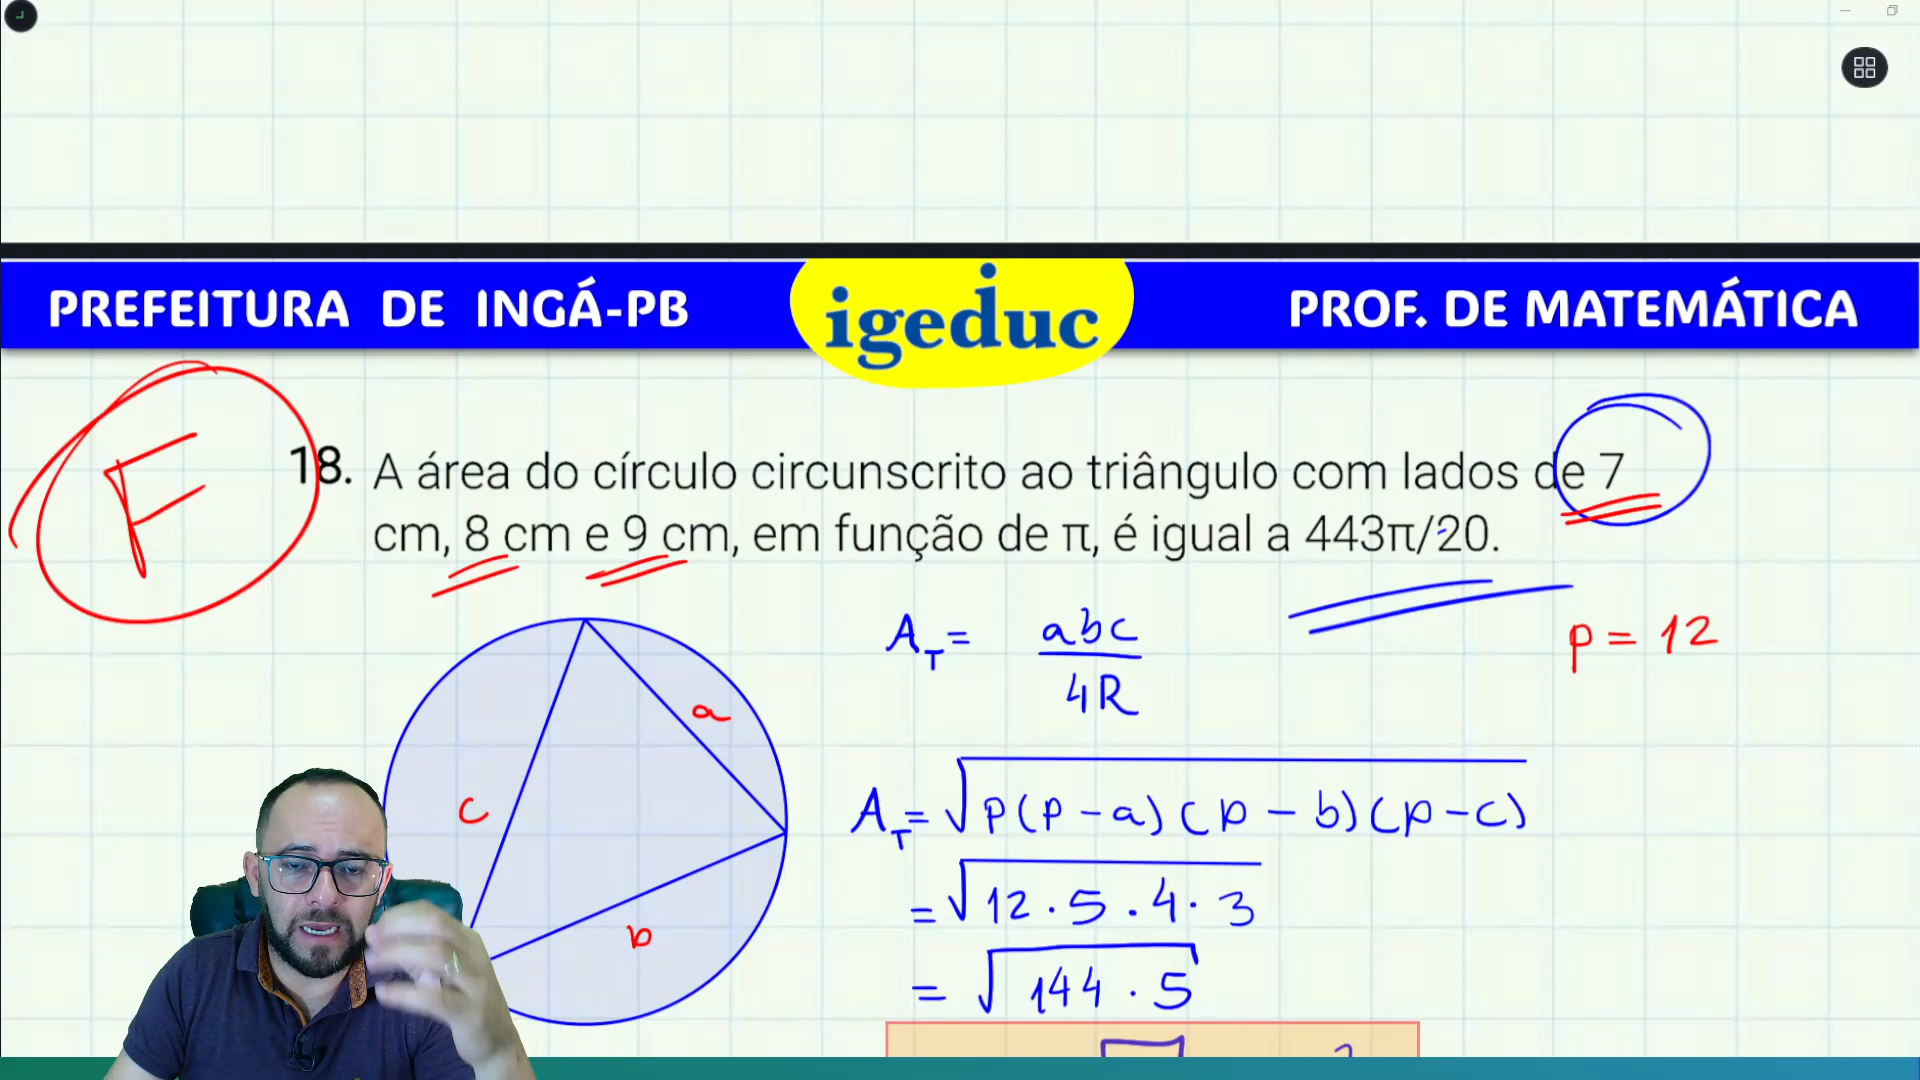 PREFEITURA DE INGÁ-PB
igeduc
PROF. DE MATEMÁTICA
F
18. A área do círculo circunscrito ao triângulo com lados de 7
cm, 8 cm e 9 cm, em função de π, é igual a 443π/20.
A_T = abc / 4R
p = 12
a
c
b
A_T = √p(p - a)(p - b)(p - c)
= √12 . 5 . 4 . 3
= √144 . 5